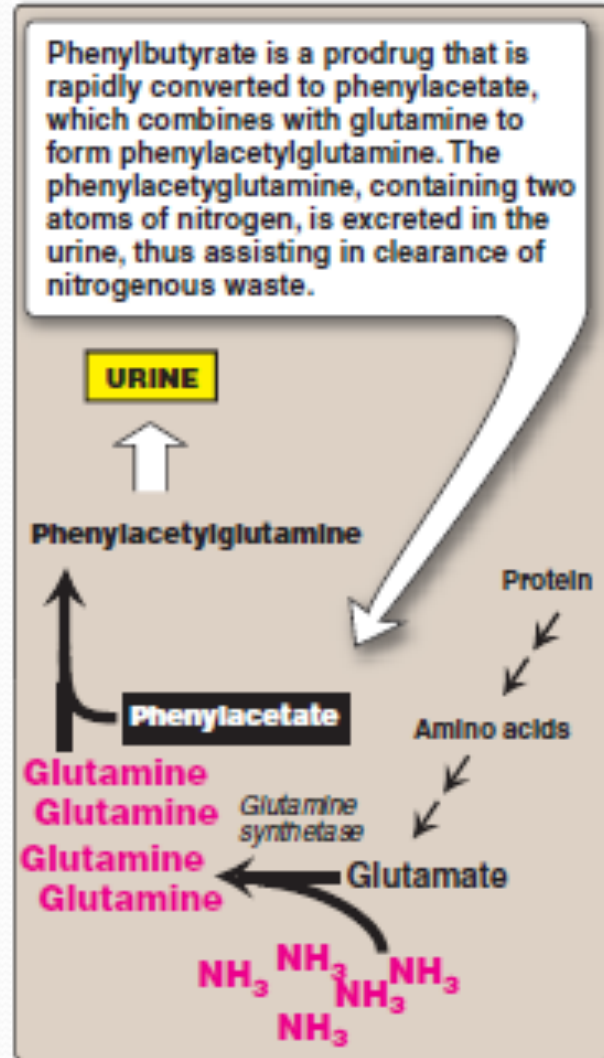 Phenylbutyrate is a prodrug that is
rapidly converted to phenylacetate,
which combines with glutamine to
form phenylacetylglutamine. The
phenylacetyglutamine, containing two
atoms of nitrogen, is excreted in the
urine, thus assisting in clearance of
nitrogenous waste.
URINE
Phenylacetylglutamine
Protein
Phenylacetate
Amino acids
Glutamine
Glutamine
Glutamine
synthetase
Glutamine
Glutamine
Glutamate
NH₃
NH₃
NH₃
NH₃
NH₃